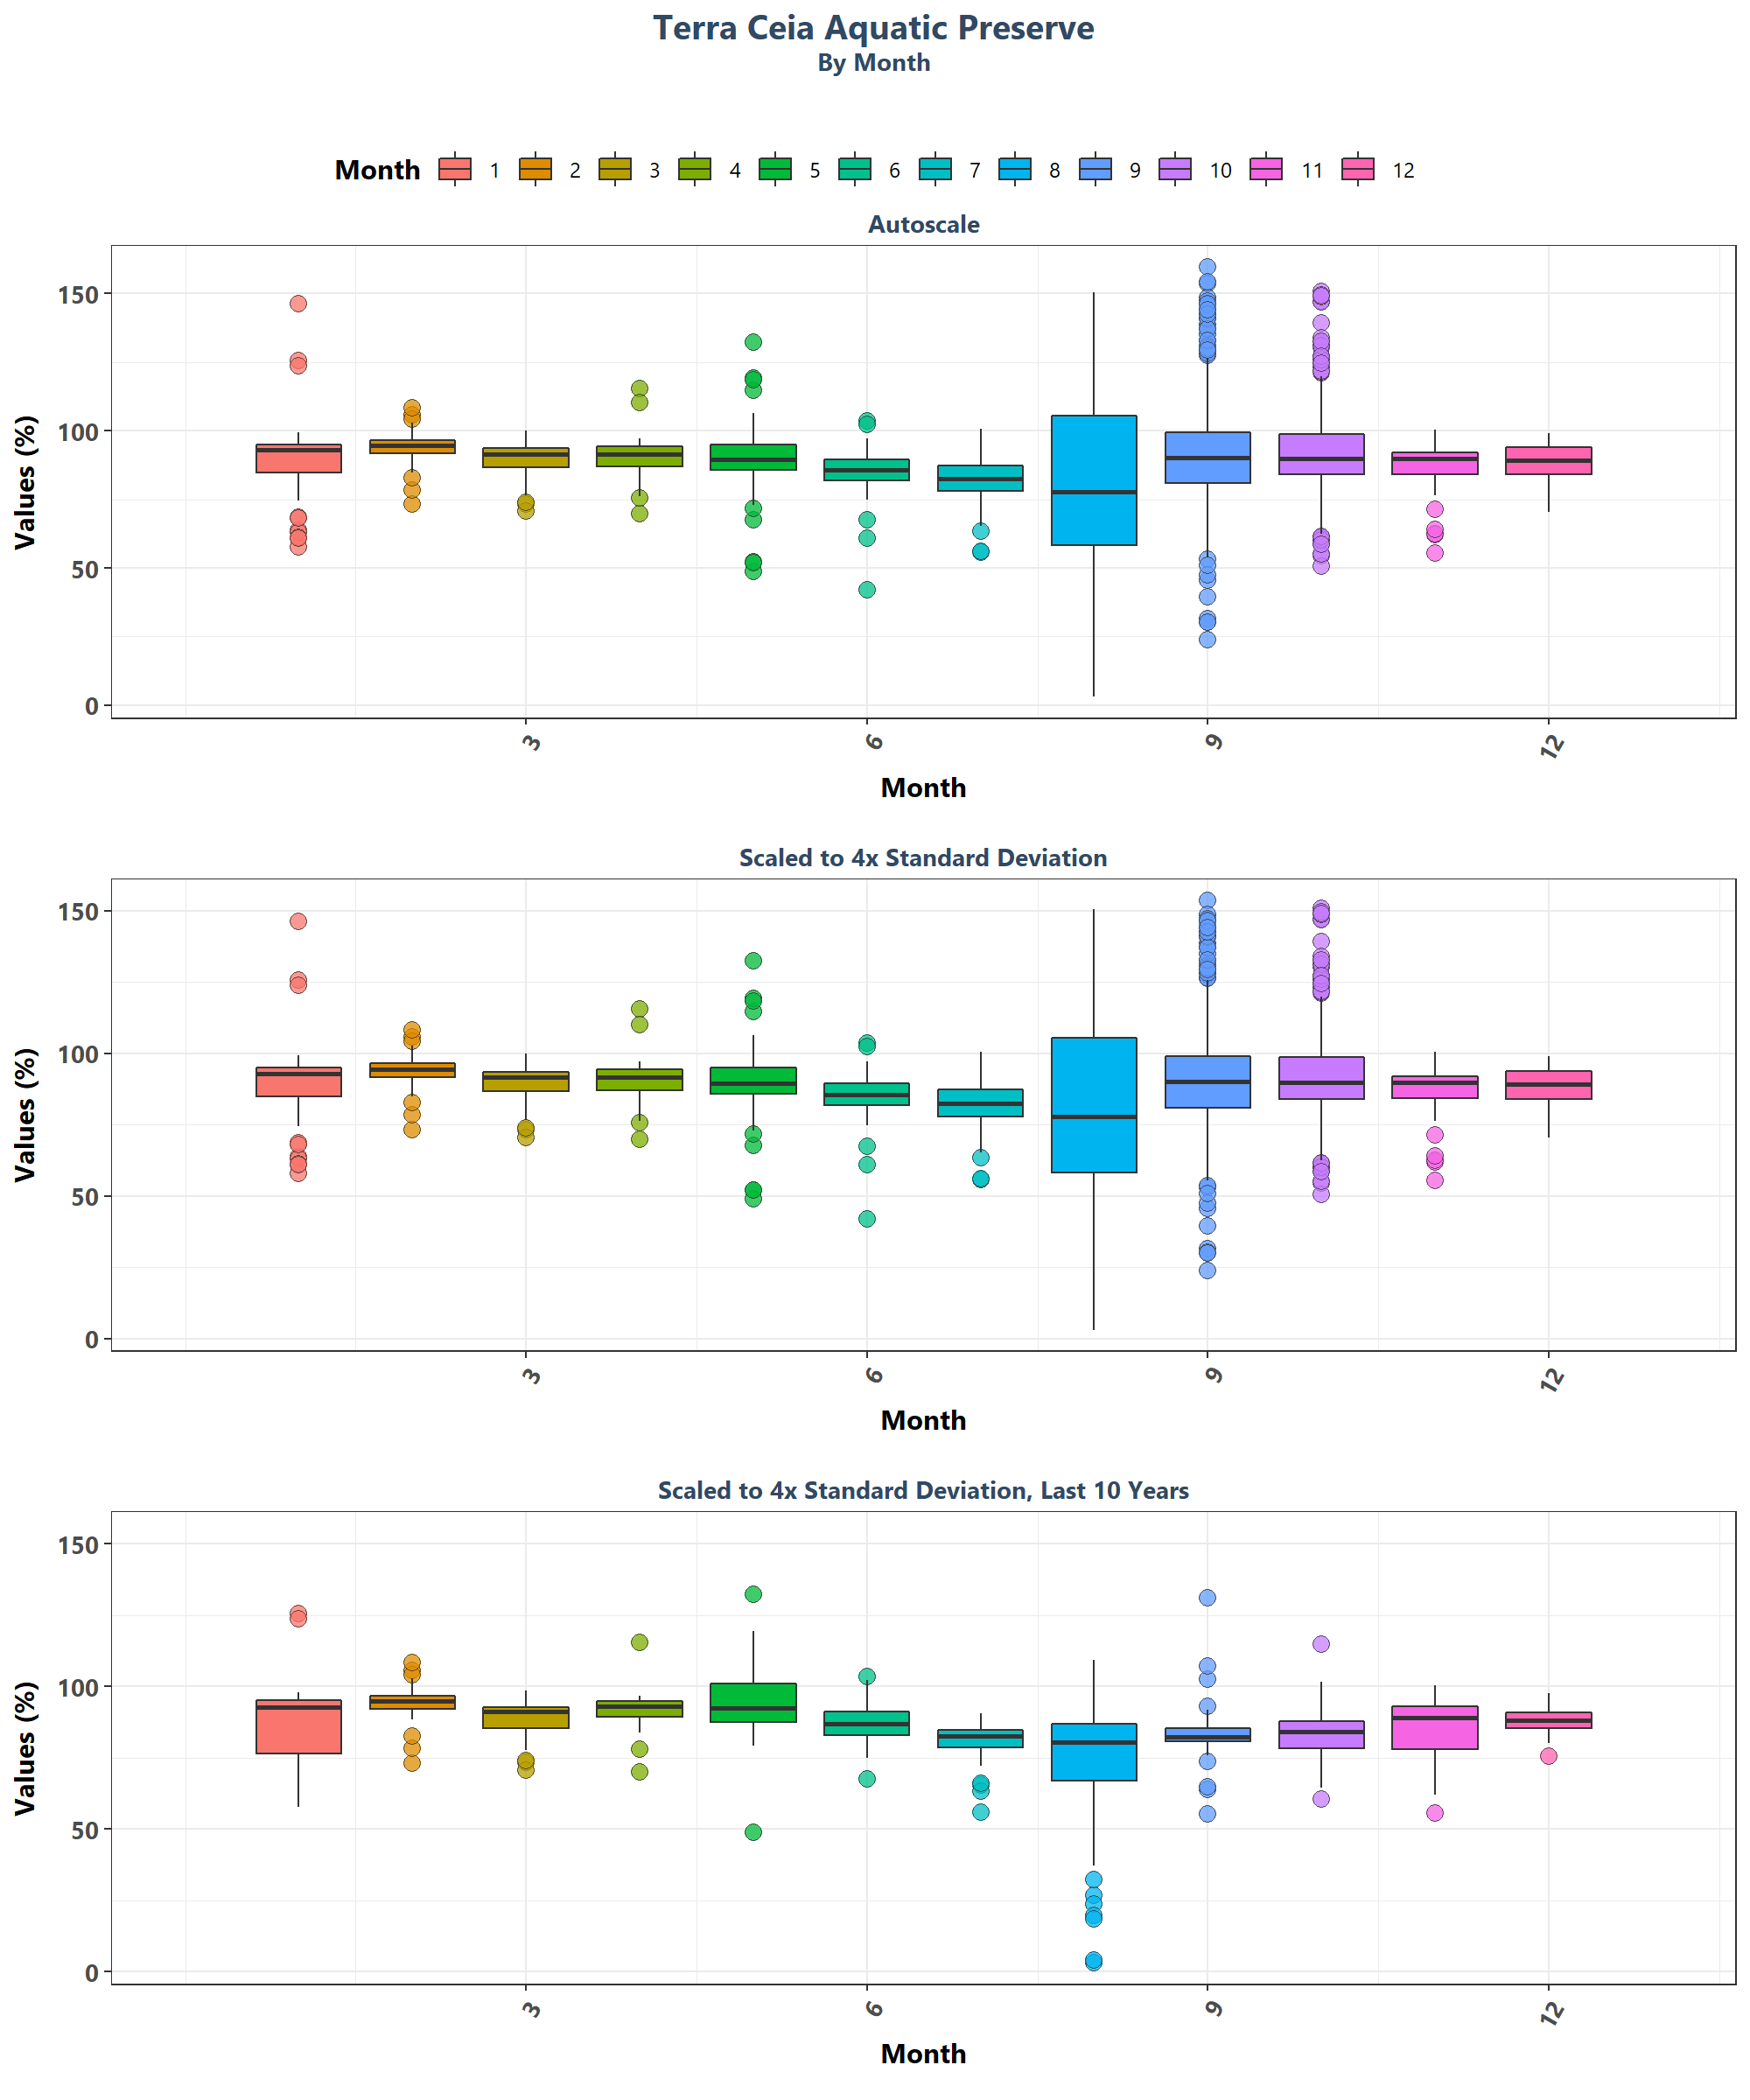 Terra Ceia Aquatic Preserve
By Month
Month 1 2 3 4 5 6 7 8 9 10 11 12
Autoscale
Values (%)
150
100
50
0
3 6 9 12
Month
Scaled to 4x Standard Deviation
Values (%)
150
100
50
0
3 6 9 12
Month
Scaled to 4x Standard Deviation, Last 10 Years
Values (%)
150
100
50
0
3 6 9 12
Month